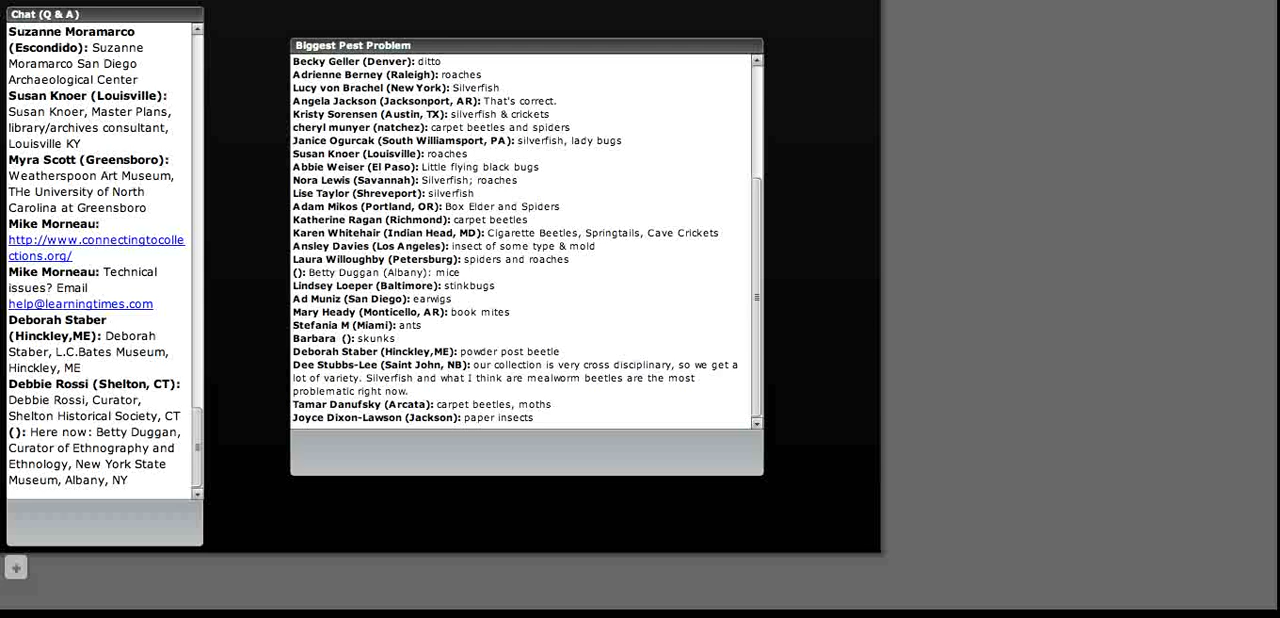 Chat (Q & A)
Suzanne Moramarco
(Escondido): Suzanne
Moramarco San Diego
Archaeological Center
Susan Knoer (Louisville):
Susan Knoer, Master Plans,
library/archives consultant,
Louisville KY
Myra Scott (Greensboro):
Weatherspoon Art Museum,
THe University of North
Carolina at Greensboro
Mike Morneau:
http://www.connectingtocolle
ctions.org/
Mike Morneau: Technical
issues? Email
help@learningtimes.com
Deborah Staber
(Hinckley,ME): Deborah
Staber, L.C.Bates Museum,
Hinckley, ME
Debbie Rossi (Shelton, CT):
Debbie Rossi, Curator,
Shelton Historical Society, CT
(): Here now: Betty Duggan,
Curator of Ethnography and
Ethnology, New York State
Museum, Albany, NY
Biggest Pest Problem
Becky Geller (Denver): ditto
Adrienne Berney (Raleigh): roaches
Lucy von Brachel (New York): Silverfish
Angela Jackson (Jacksonport, AR): That's correct.
Kristy Sorensen (Austin, TX): silverfish & crickets
cheryl munyer (natchez): carpet beetles and spiders
Janice Ogurcak (South Williamsport, PA): silverfish, lady bugs
Susan Knoer (Louisville): roaches
Abbie Weiser (El Paso): Little flying black bugs
Nora Lewis (Savannah): Silverfish; roaches
Lise Taylor (Shreveport): silverfish
Adam Mikos (Portland, OR): Box Elder and Spiders
Katherine Ragan (Richmond): carpet beetles
Karen Whitehair (Indian Head, MD): Cigarette Beetles, Springtails, Cave Crickets
Ansley Davies (Los Angeles): insect of some type & mold
Laura Willoughby (Petersburg): spiders and roaches
(): Betty Duggan (Albany): mice
Lindsey Loeper (Baltimore): stinkbugs
Ad Muniz (San Diego): earwigs
Mary Heady (Monticello, AR): book mites
Stefania M (Miami): ants
Barbara (): skunks
Deborah Staber (Hinckley,ME): powder post beetle
Dee Stubbs-Lee (Saint John, NB): our collection is very cross disciplinary, so we get a
lot of variety. Silverfish and what I think are mealworm beetles are the most
problematic right now.
Tamar Danufsky (Arcata): carpet beetles, moths
Joyce Dixon-Lawson (Jackson): paper insects